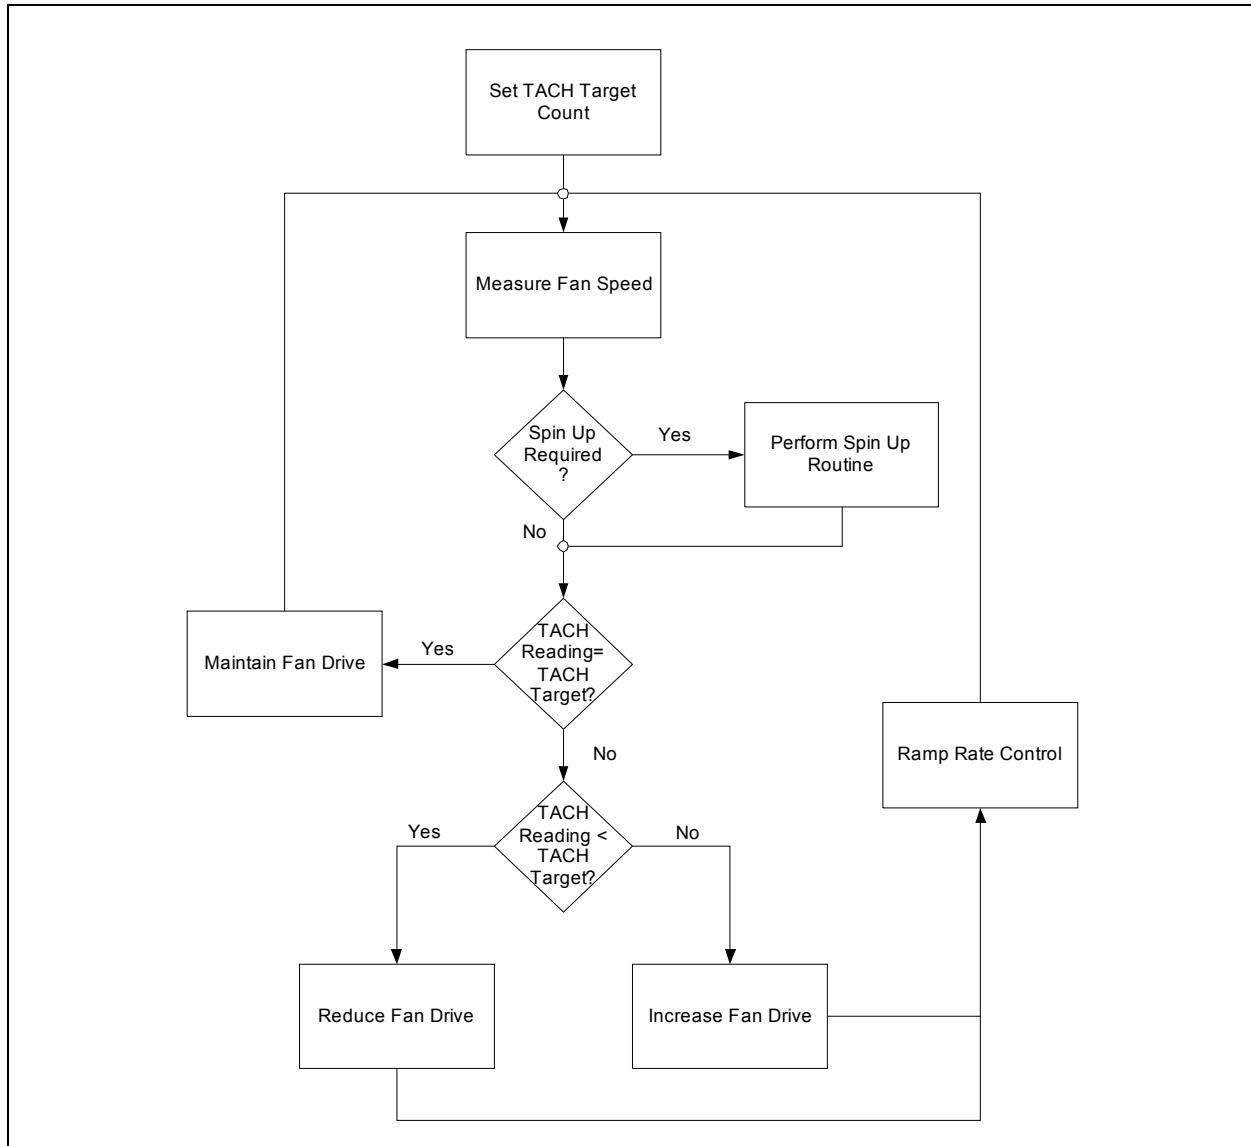 Set TACH Target
Count
Measure Fan Speed
Spin Up
Required
?
Yes
Perform Spin Up
Routine
No
TACH
Reading=
TACH
Target?
Yes
Maintain Fan Drive
No
Ramp Rate Control
TACH
Reading <
TACH
Target?
Yes
No
Reduce Fan Drive
Increase Fan Drive